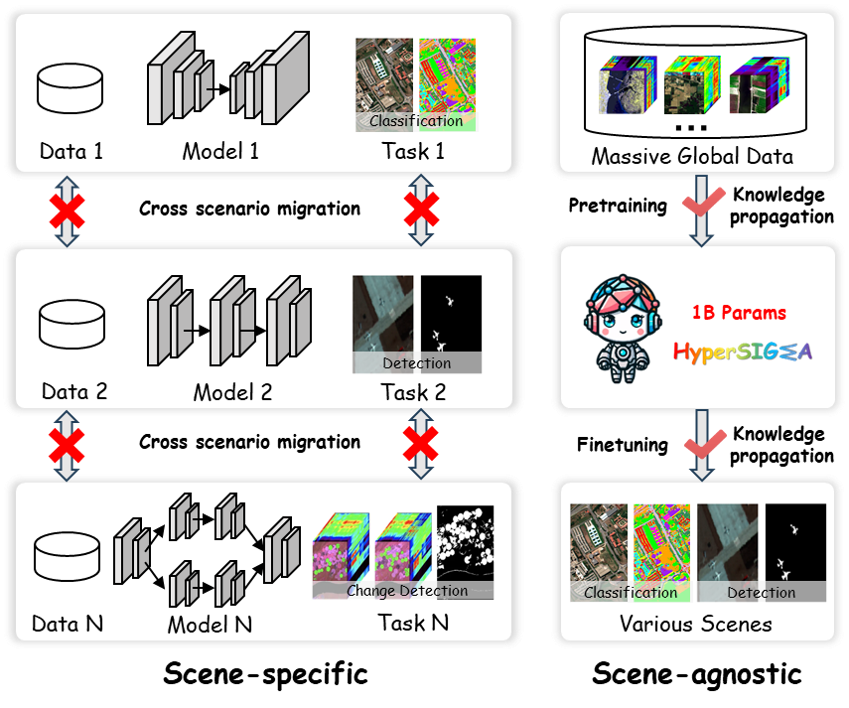 Classification
Data 1
Model 1
Task 1
Cross scenario migration
Detection
Data 2
Model 2
Task 2
Cross scenario migration
Change Detection
Data N
Model N
Task N
Scene-specific
...
Massive Global Data
Pretraining
Knowledge
propagation
1B Params
HyperSIGMA
Finetuning
Knowledge
propagation
Classification
Detection
Various Scenes
Scene-agnostic